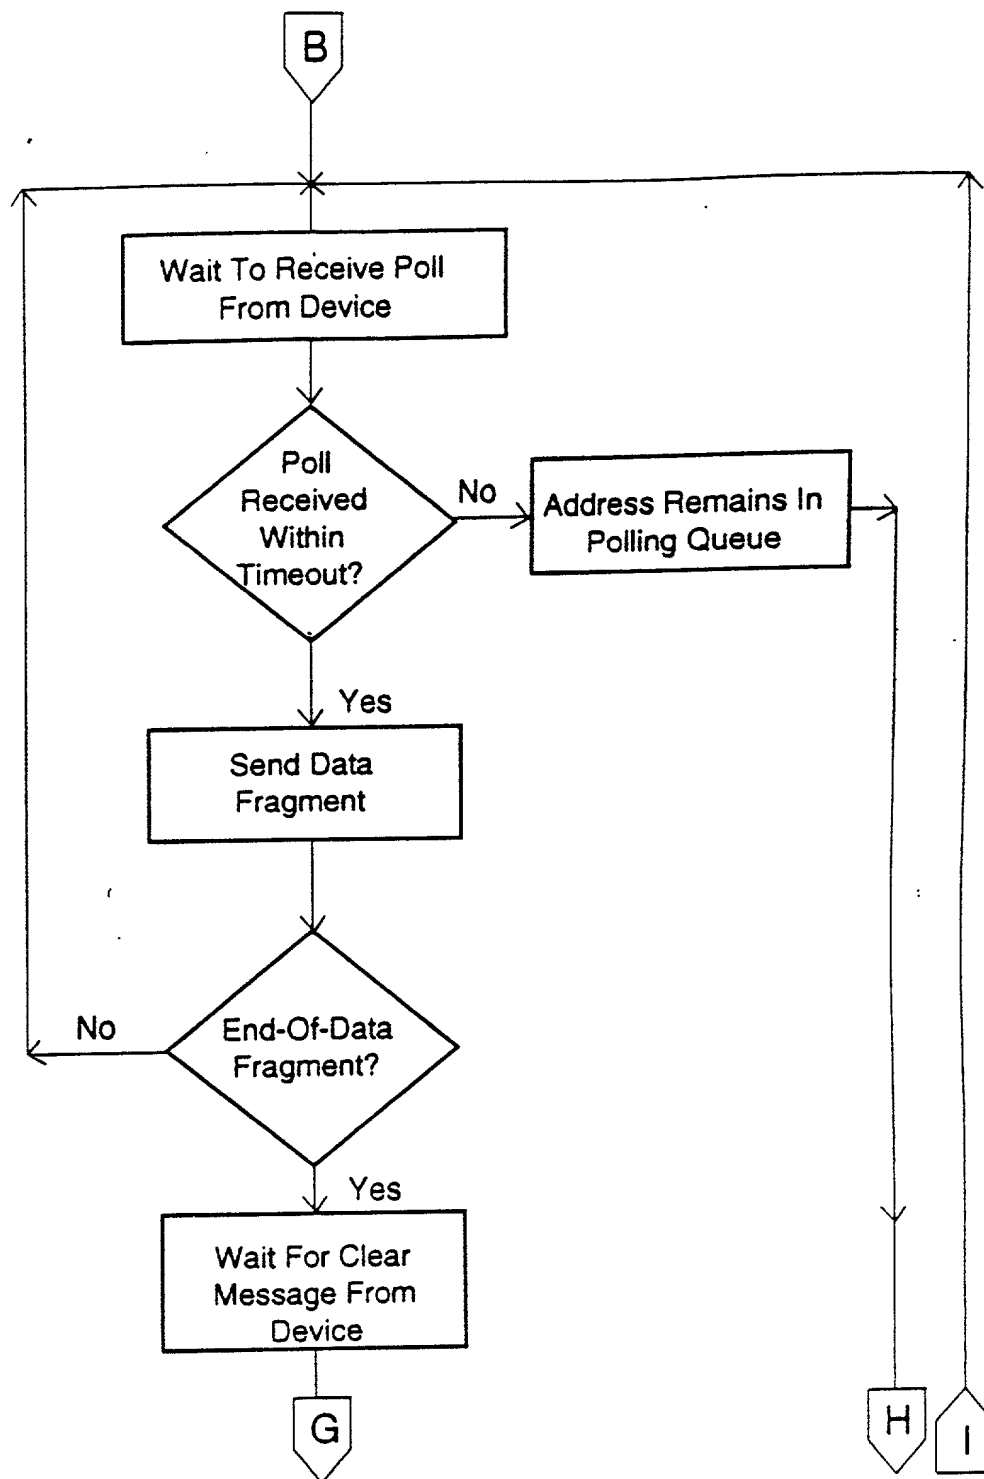 B
Wait To Receive Poll
From Device
Poll
Received
Within
Timeout?
No
Address Remains In
Polling Queue
Yes
Send Data
Fragment
No
End-Of-Data
Fragment?
Yes
Wait For Clear
Message From
Device
G
H
I